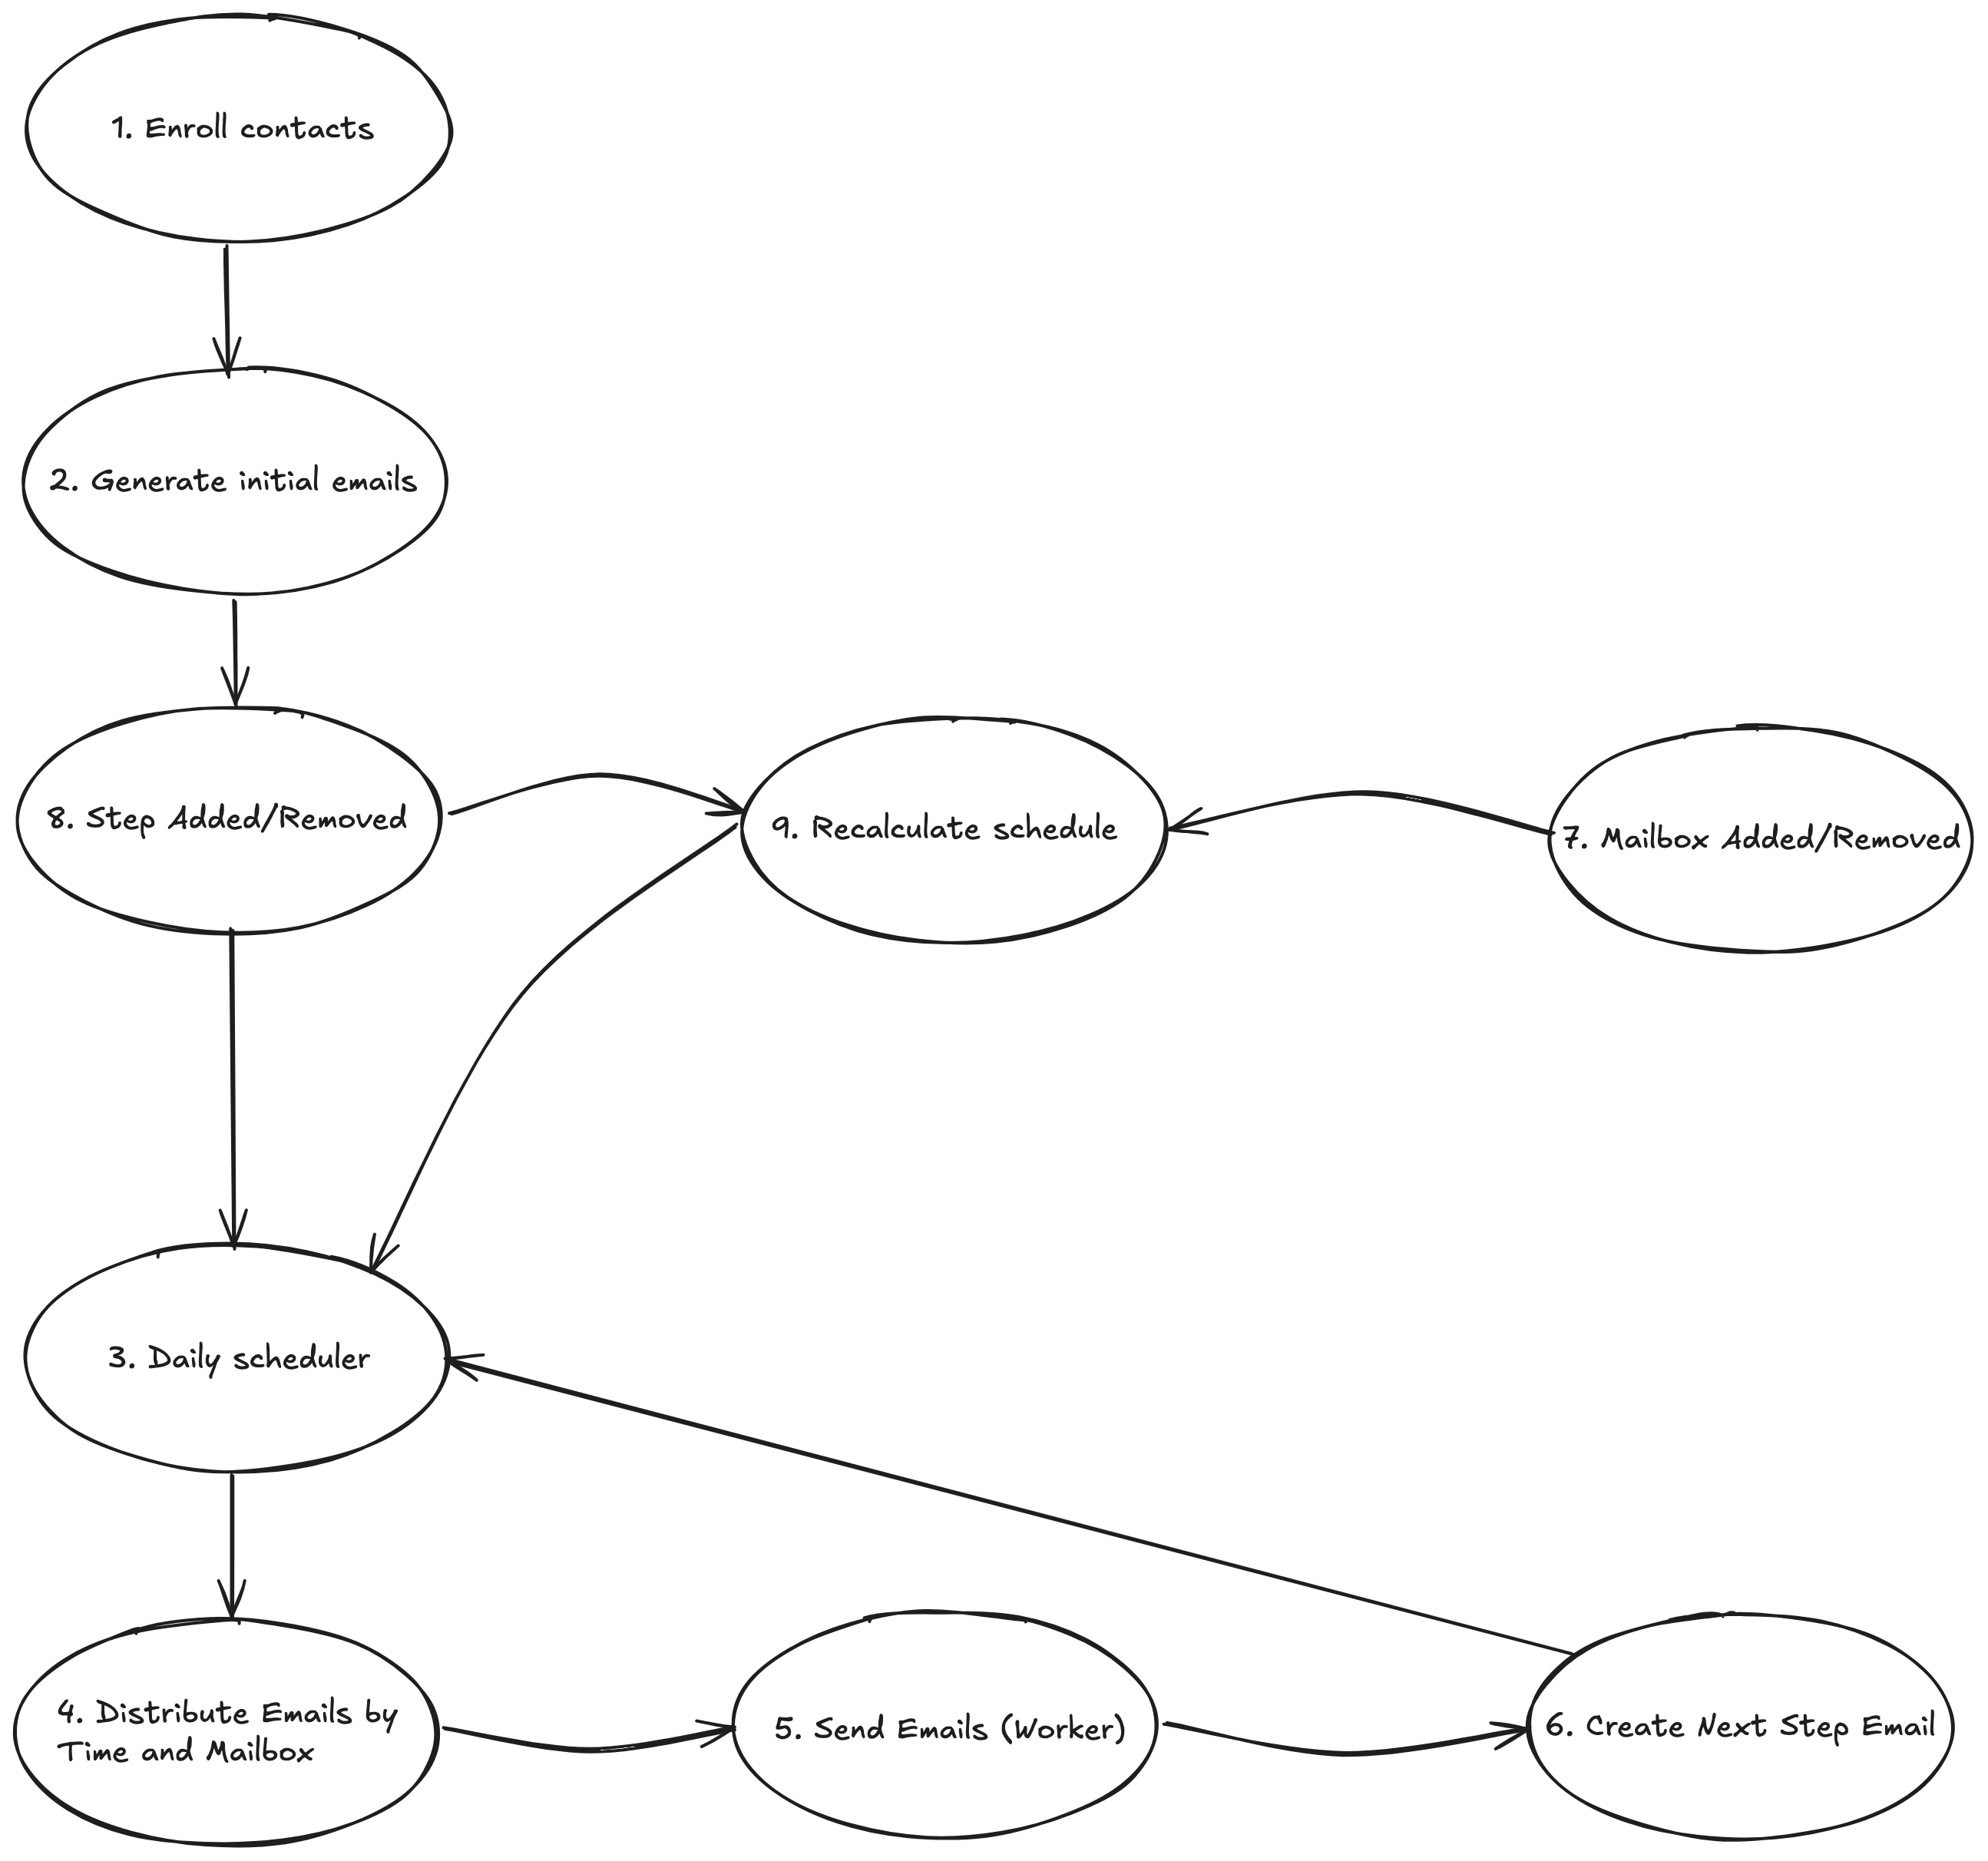 1. Enroll contacts
2. Generate initial emails
8. Step Added/Removed
9. Recalculate schedule
7. Mailbox Added/Removed
3. Daily scheduler
4. Distribute Emails by
Time and Mailbox
5. Send Emails (Worker)
6. Create Next Step Email